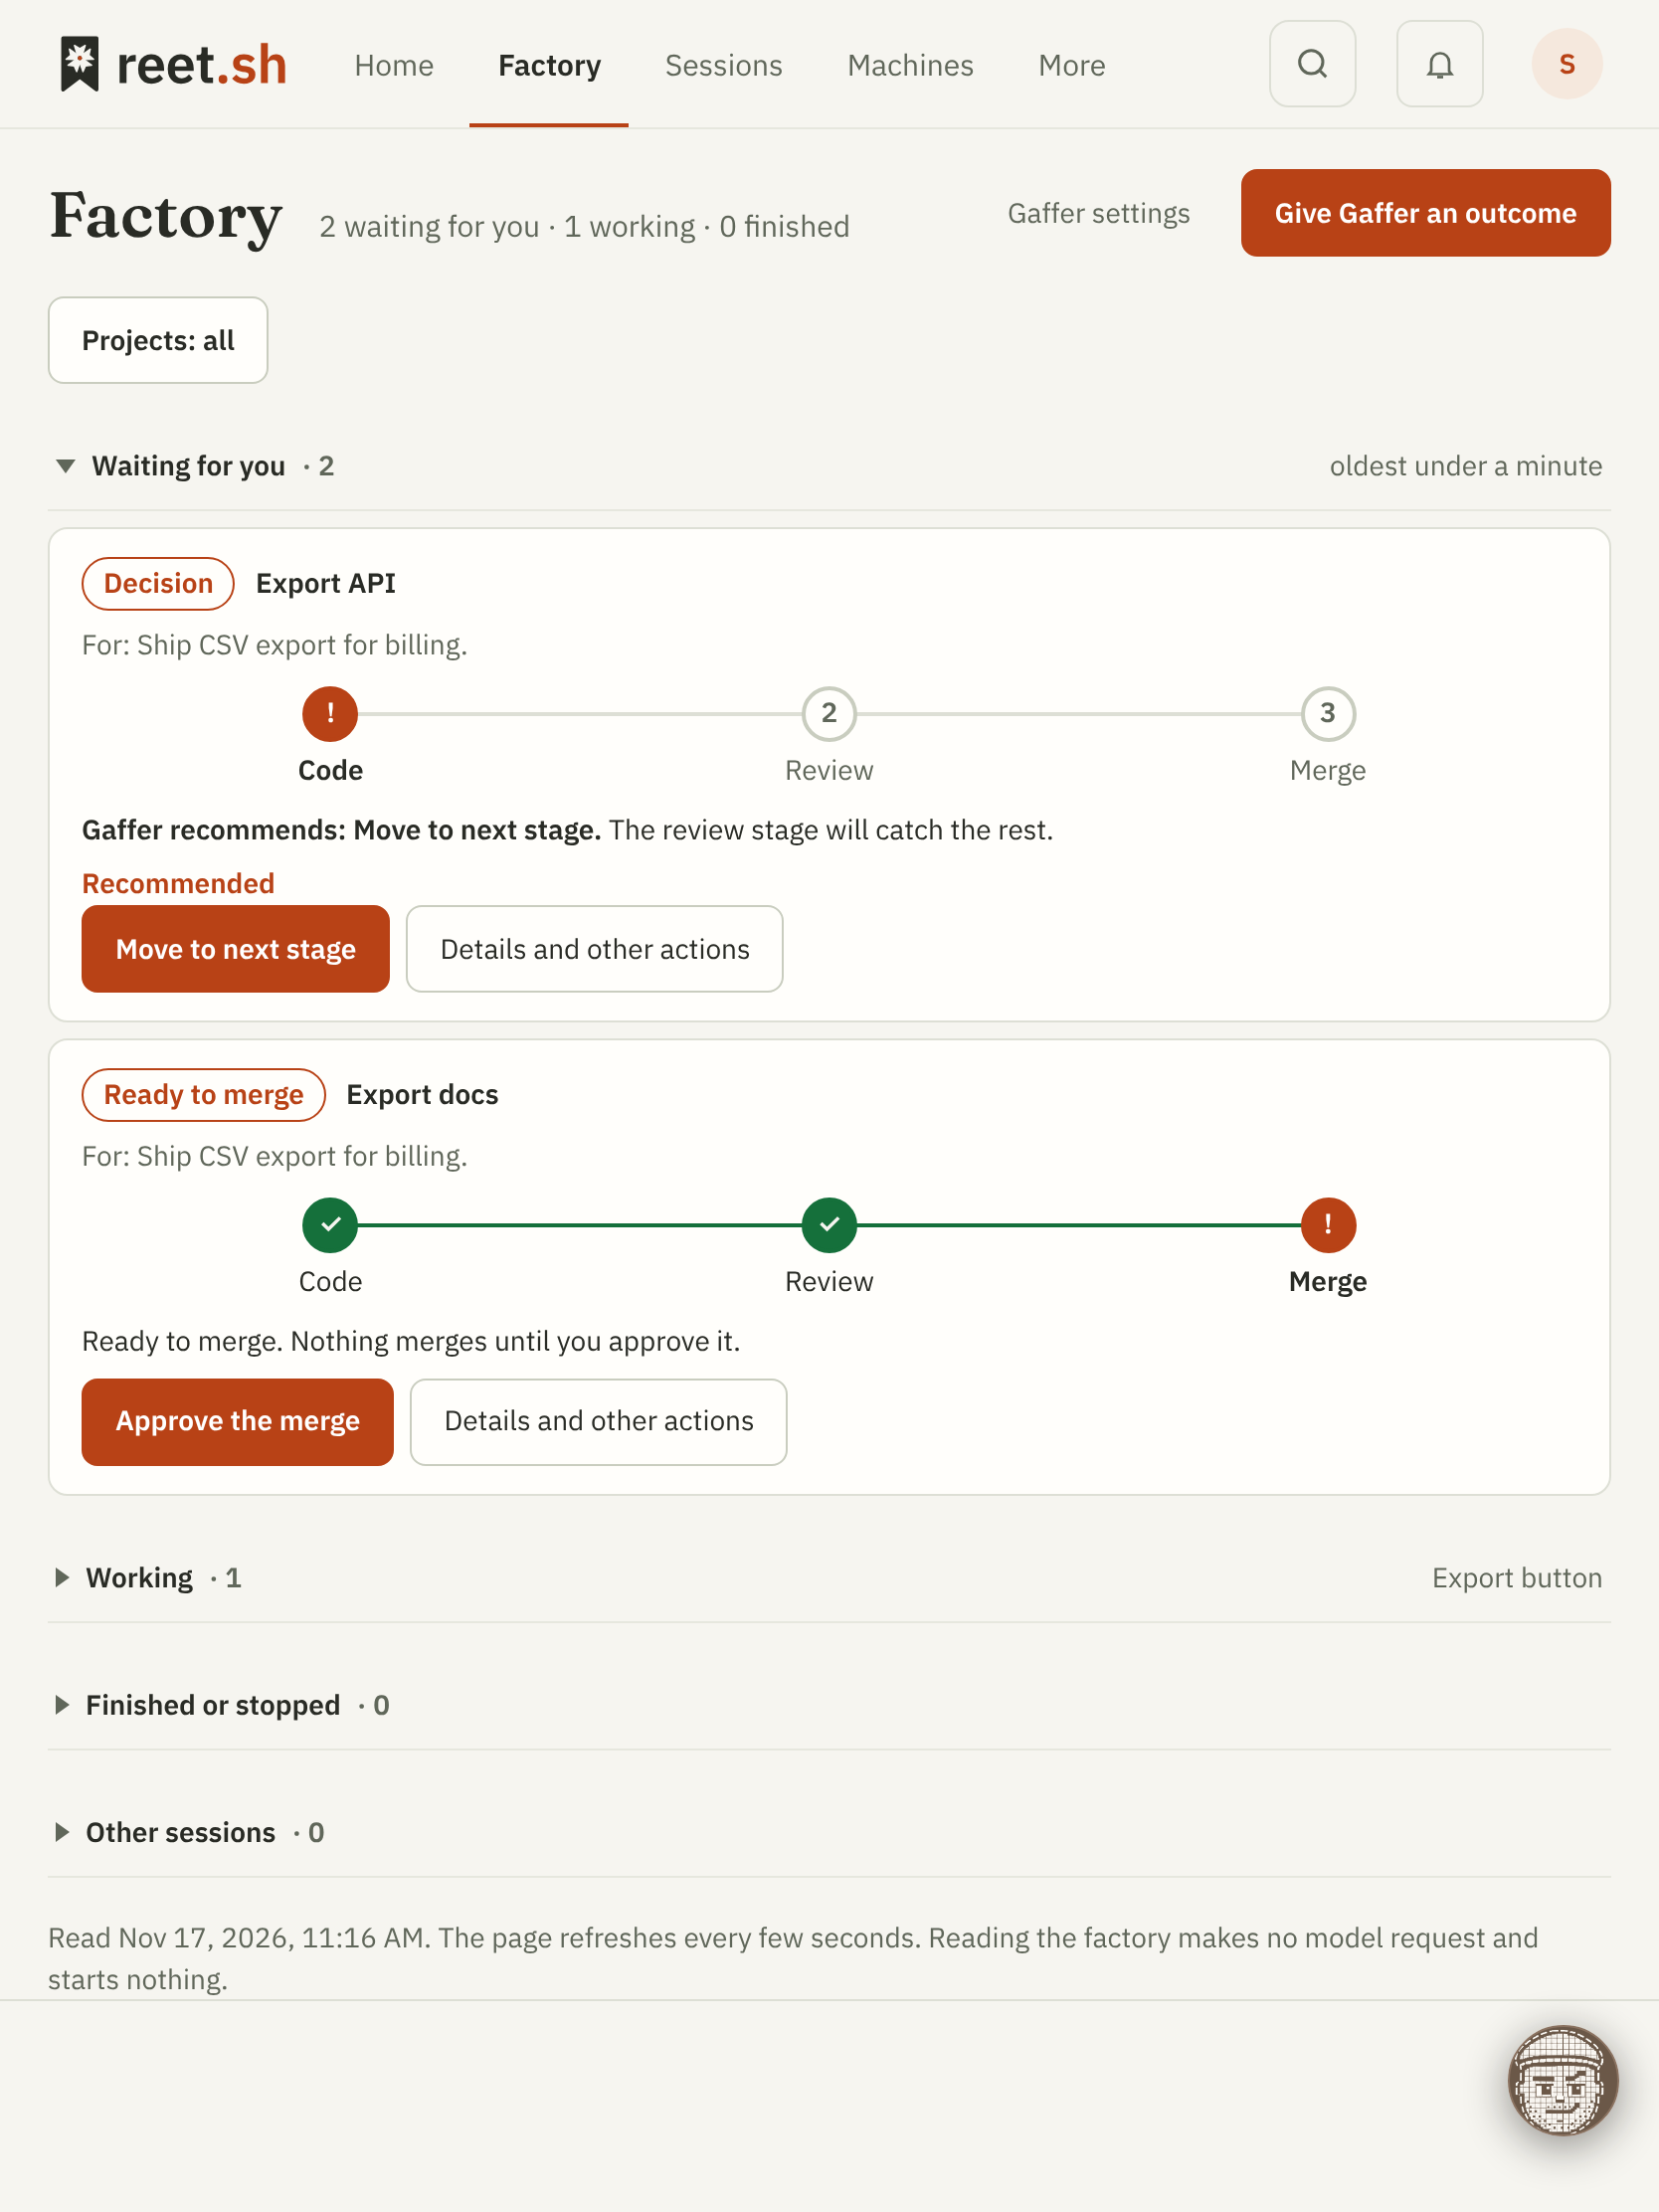 reet.sh Home Factory Sessions Machines More S
Factory 2 waiting for you · 1 working · 0 finished Gaffer settings Give Gaffer an outcome
Projects: all
Waiting for you · 2 oldest under a minute
Decision Export API
For: Ship CSV export for billing.
! 2 3
Code Review Merge
Gaffer recommends: Move to next stage. The review stage will catch the rest.
Recommended
Move to next stage Details and other actions
Ready to merge Export docs
For: Ship CSV export for billing.
!
Code Review Merge
Ready to merge. Nothing merges until you approve it.
Approve the merge Details and other actions
Working · 1 Export button
Finished or stopped · 0
Other sessions · 0
Read Nov 17, 2026, 11:16 AM. The page refreshes every few seconds. Reading the factory makes no model request and
starts nothing.